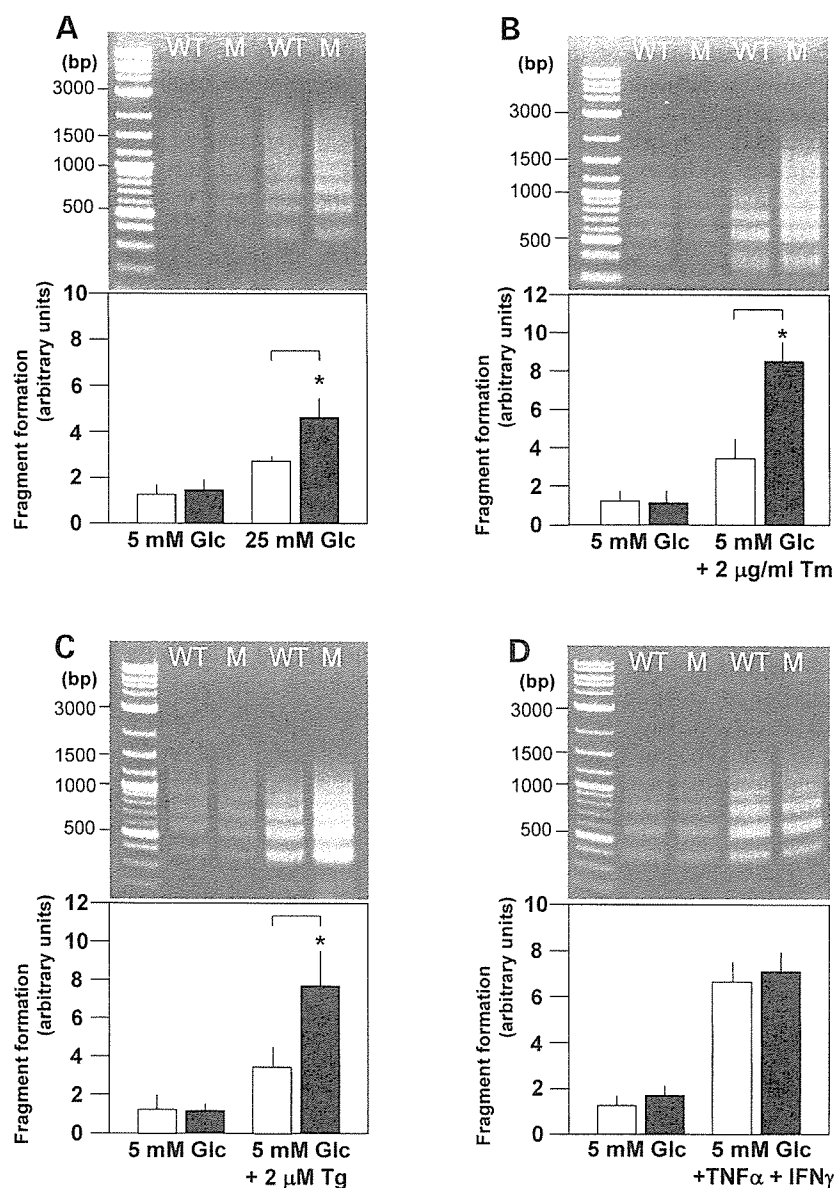 A
WT M WT M
(bp)
3000
1500
1000
500
10
8
6
4
2
0
Fragment formation
(arbitrary units)
5 mM Glc 25 mM Glc
*
B
WT M WT M
(bp)
3000
1500
1000
500
12
10
8
6
4
2
0
Fragment formation
(arbitrary units)
*
5 mM Glc 5 mM Glc
+ 2 μg/ml Tm
C
WT M WT M
(bp)
3000
1500
1000
500
12
10
8
6
4
2
0
Fragment formation
(arbitrary units)
*
5 mM Glc 5 mM Glc
+ 2 μM Tg
D
WT M WT M
(bp)
3000
1500
1000
500
10
8
6
4
2
0
Fragment formation
(arbitrary units)
5 mM Glc 5 mM Glc
+TNFα + IFNγ